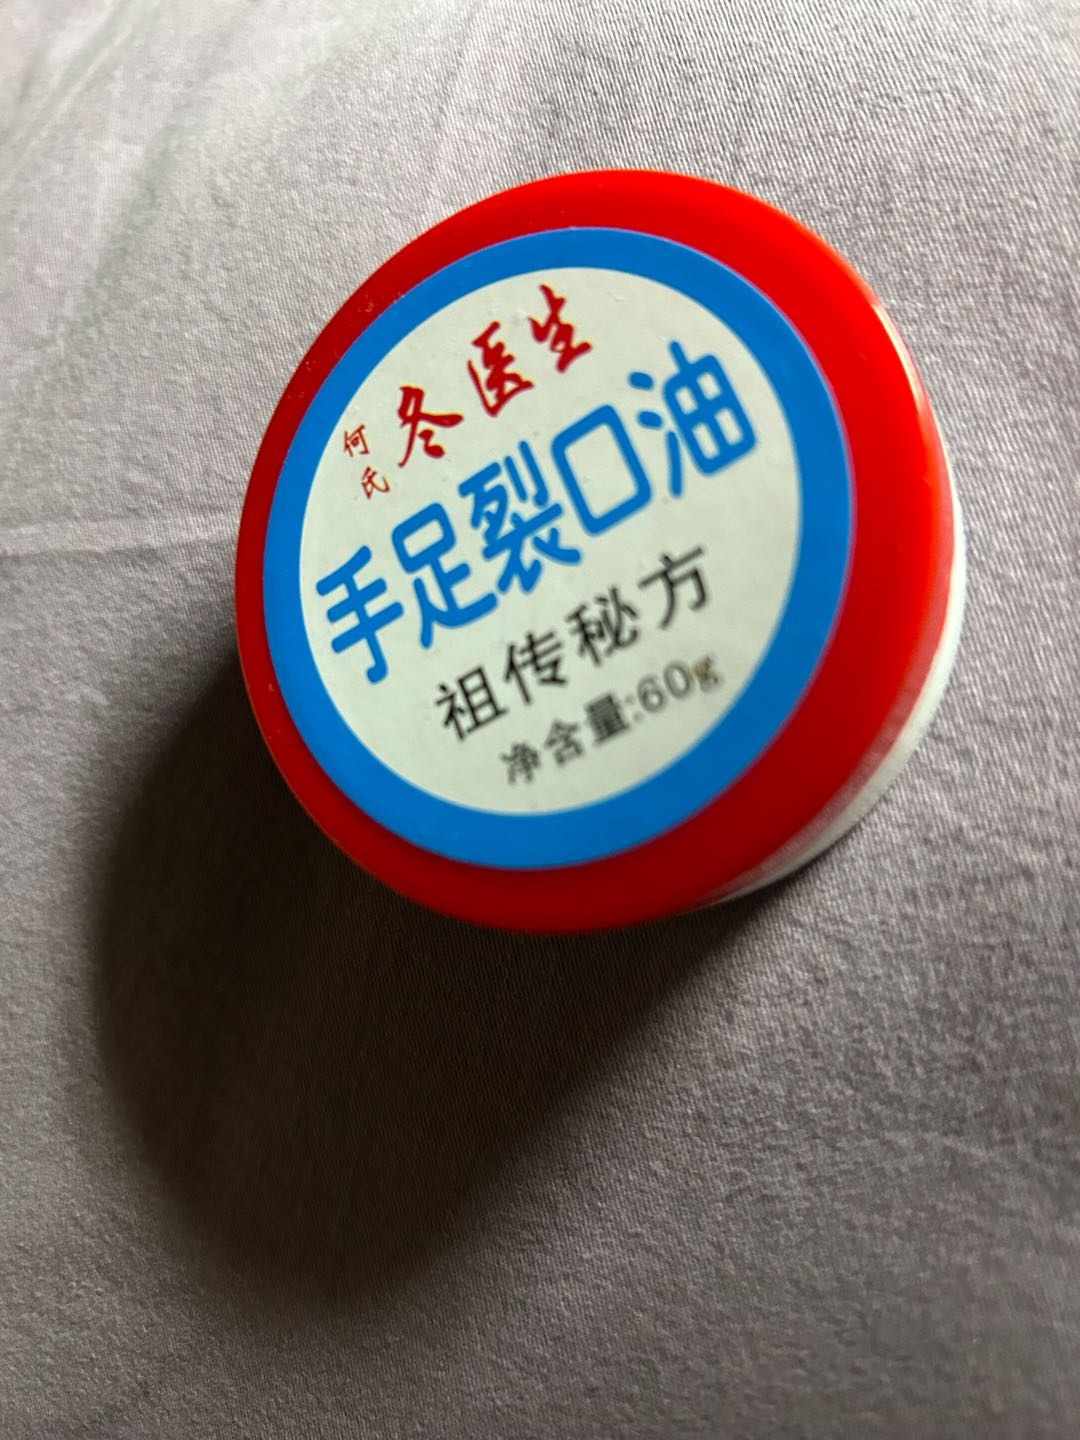 何氏
冬医生
手足裂口油
祖传秘方
净含量:60g